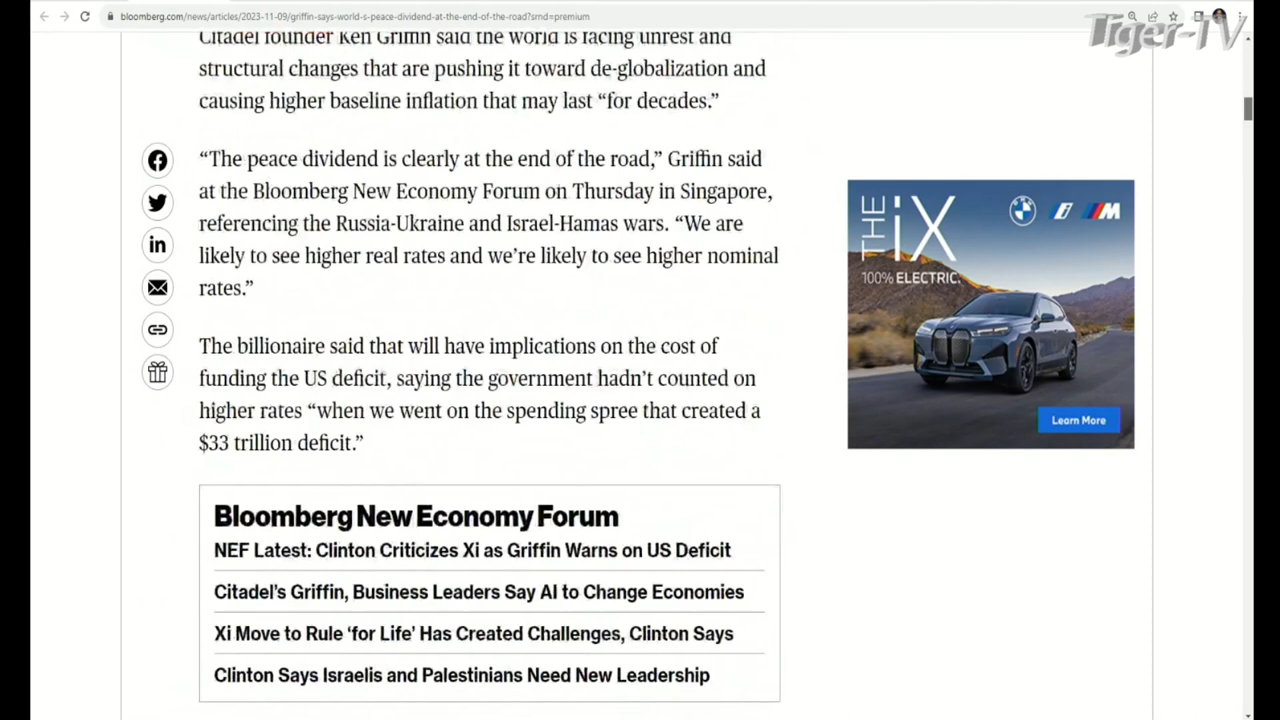 bloomberg.com/news/articles/2023-11-09/griffin-says-world-s-peace-dividend-at-the-end-of-the-road?srnd=premium
Tiger-TV
Citadel founder Ken Griffin said the world is facing unrest and
structural changes that are pushing it toward de-globalization and
causing higher baseline inflation that may last “for decades.”
“The peace dividend is clearly at the end of the road,” Griffin said
at the Bloomberg New Economy Forum on Thursday in Singapore,
referencing the Russia-Ukraine and Israel-Hamas wars. “We are
likely to see higher real rates and we’re likely to see higher nominal
rates.”
The billionaire said that will have implications on the cost of
funding the US deficit, saying the government hadn’t counted on
higher rates “when we went on the spending spree that created a
$33 trillion deficit.”
Bloomberg New Economy Forum
NEF Latest: Clinton Criticizes Xi as Griffin Warns on US Deficit
Citadel’s Griffin, Business Leaders Say AI to Change Economies
Xi Move to Rule ‘for Life’ Has Created Challenges, Clinton Says
Clinton Says Israelis and Palestinians Need New Leadership
THE iX
100% ELECTRIC.
BMW
i
M
Learn More